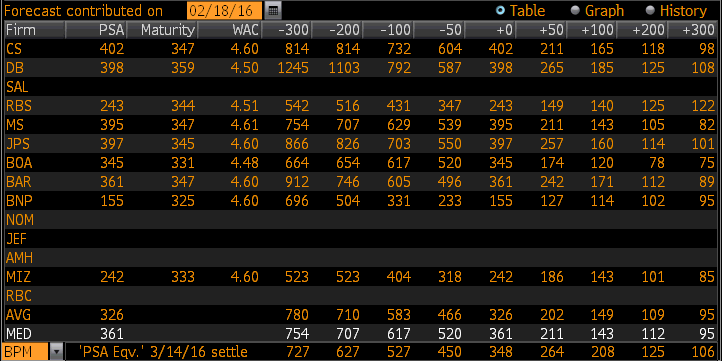 Forecast contributed on 02/18/16 Table Graph History
Firm PSA Maturity WAC -300 -200 -100 -50 +0 +50 +100 +200 +300
CS 402 347 4.60 814 814 732 604 402 211 165 118 98
DB 398 359 4.50 1245 1103 792 587 398 265 185 125 108
SAL
RBS 243 344 4.51 542 516 431 347 243 149 140 125 122
MS 395 347 4.61 754 707 629 539 395 211 143 105 82
JPS 397 345 4.60 866 826 703 550 397 257 160 114 101
BOA 345 331 4.48 664 654 617 520 345 174 120 78 75
BAR 361 347 4.60 912 746 605 496 361 242 171 112 89
BNP 155 325 4.60 696 504 331 233 155 127 114 102 95
NOM
JEF
AMH
MIZ 242 333 4.60 523 523 404 318 242 186 143 101 85
RBC
AVG 326 780 710 583 466 326 202 149 109 95
MED 361 754 707 617 520 361 211 143 112 95
BPM 'PSA Eqv.' 3/14/16 settle 727 627 527 450 348 264 208 125 106